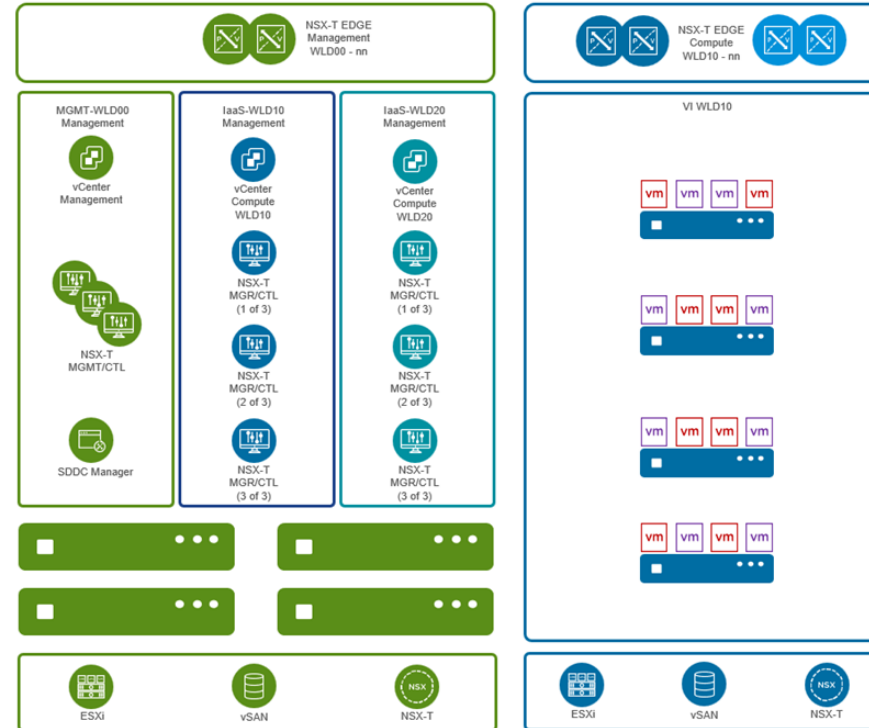 NSX-T EDGE
Management
WLD00 - nn
NSX-T EDGE
Compute
WLD10 - nn
MGMT-WLD00
Management
vCenter
Management
NSX-T
MGMT/CTL
SDDC Manager
IaaS-WLD10
Management
vCenter
Compute
WLD10
NSX-T
MGR/CTL
(1 of 3)
NSX-T
MGR/CTL
(2 of 3)
NSX-T
MGR/CTL
(3 of 3)
IaaS-WLD20
Management
vCenter
Compute
WLD20
NSX-T
MGR/CTL
(1 of 3)
NSX-T
MGR/CTL
(2 of 3)
NSX-T
MGR/CTL
(3 of 3)
VI WLD10
vm vm vm vm
vm vm vm vm
vm vm vm vm
vm vm vm vm
ESXi
vSAN
NSX
NSX-T
ESXi
vSAN
NSX
NSX-T